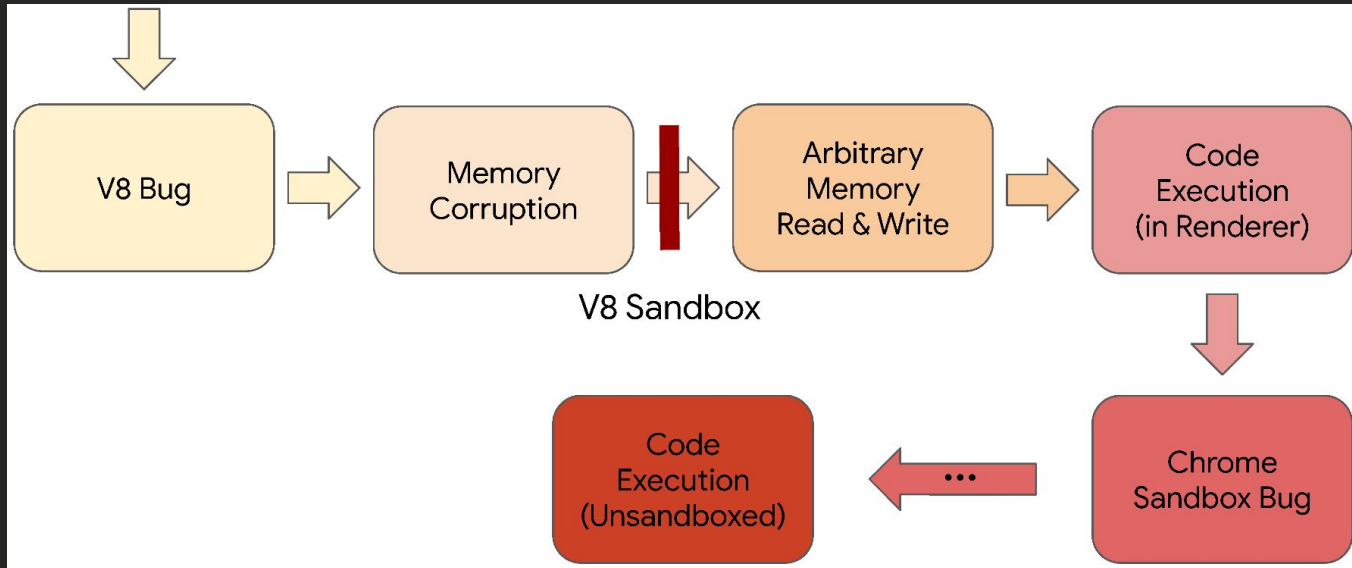 V8 Bug
Memory
Corruption
Arbitrary
Memory
Read & Write
Code
Execution
(in Renderer)
V8 Sandbox
Chrome
Sandbox Bug
...
Code
Execution
(Unsandboxed)